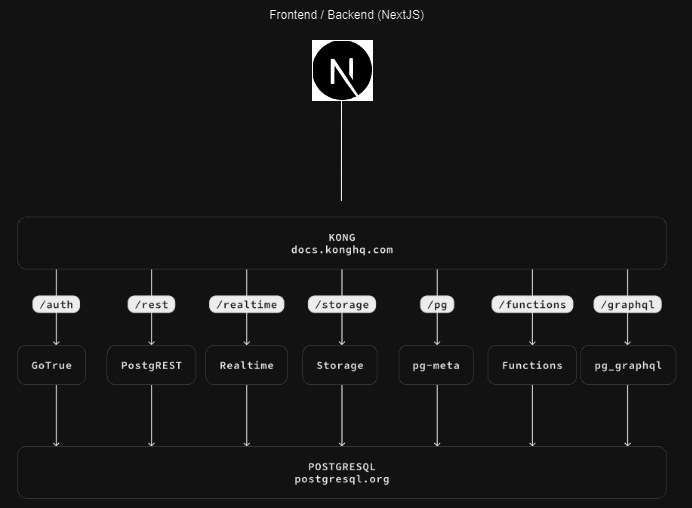 Frontend / Backend (NextJS)
N
KONG
docs.konghq.com
/auth
/rest
/realtime
/storage
/pg
/functions
/graphql
GoTrue
PostgREST
Realtime
Storage
pg-meta
Functions
pg_graphql
POSTGRESQL
postgresql.org